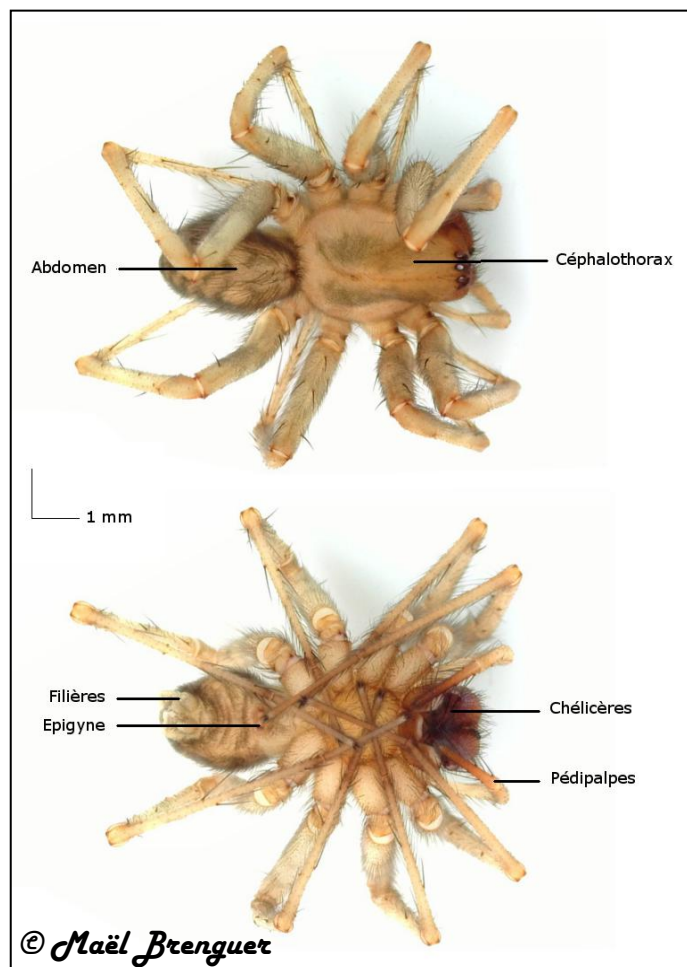 Abdomen
Céphalothorax
1 mm
Filières
Epigyne
Chélicères
Pédipalpes
© Maël Brenguer